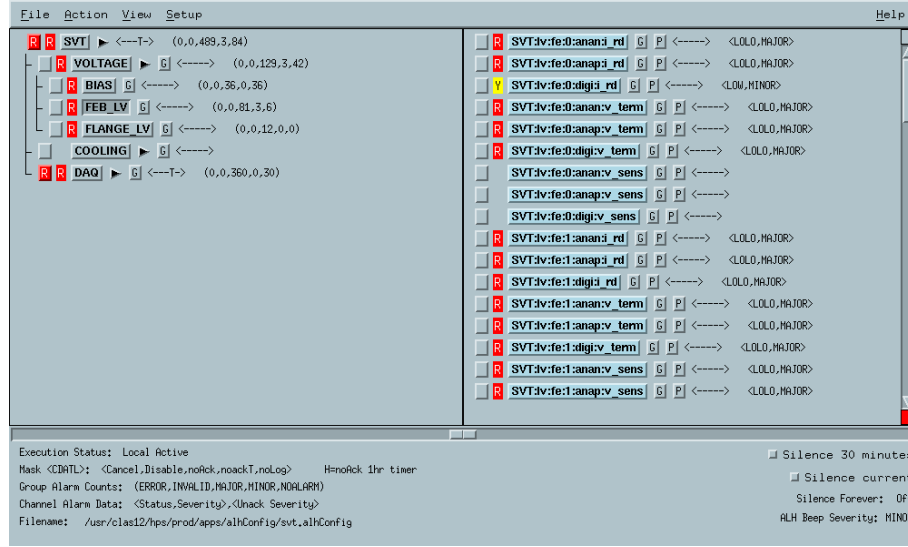 File Action View Setup Help
R R SVT <---T-> (0,0,489,3,84)
R VOLTAGE G <-----> (0,0,129,3,42)
R BIAS G <-----> (0,0,36,0,36)
R FEB_LV G <-----> (0,0,81,3,6)
R FLANGE_LV G <-----> (0,0,12,0,0)
COOLING G <----->
R R DAQ G <---T-> (0,0,360,0,30)
R SVT:lv:fe:0:anan:i_rd G P <-----> <LOLO,MAJOR>
R SVT:lv:fe:0:anap:i_rd G P <-----> <LOLO,MAJOR>
Y SVT:lv:fe:0:digi:i_rd G P <-----> <LOW,MINOR>
R SVT:lv:fe:0:anan:v_term G P <-----> <LOLO,MAJOR>
R SVT:lv:fe:0:anap:v_term G P <-----> <LOLO,MAJOR>
R SVT:lv:fe:0:digi:v_term G P <-----> <LOLO,MAJOR>
SVT:lv:fe:0:anan:v_sens G P <----->
SVT:lv:fe:0:anap:v_sens G P <----->
SVT:lv:fe:0:digi:v_sens G P <----->
R SVT:lv:fe:1:anan:i_rd G P <-----> <LOLO,MAJOR>
R SVT:lv:fe:1:anap:i_rd G P <-----> <LOLO,MAJOR>
R SVT:lv:fe:1:digi:i_rd G P <-----> <LOLO,MAJOR>
R SVT:lv:fe:1:anan:v_term G P <-----> <LOLO,MAJOR>
R SVT:lv:fe:1:anap:v_term G P <-----> <LOLO,MAJOR>
R SVT:lv:fe:1:digi:v_term G P <-----> <LOLO,MAJOR>
R SVT:lv:fe:1:anan:v_sens G P <-----> <LOLO,MAJOR>
R SVT:lv:fe:1:anap:v_sens G P <-----> <LOLO,MAJOR>
Execution Status: Local Active
Mask <CDATL>: <Cancel,Disable,noAck,noackT,noLog> H=noAck 1hr timer
Group Alarm Counts: (ERROR,INVALID,MAJOR,MINOR,NOALARM)
Channel Alarm Data: <Status,Severity>,<Unack Severity>
Filename: /usr/clas12/hps/prod/apps/alhConfig/svt.alhConfig
Silence 30 minute
Silence current
Silence Forever: Of
ALH Beep Severity: MINO